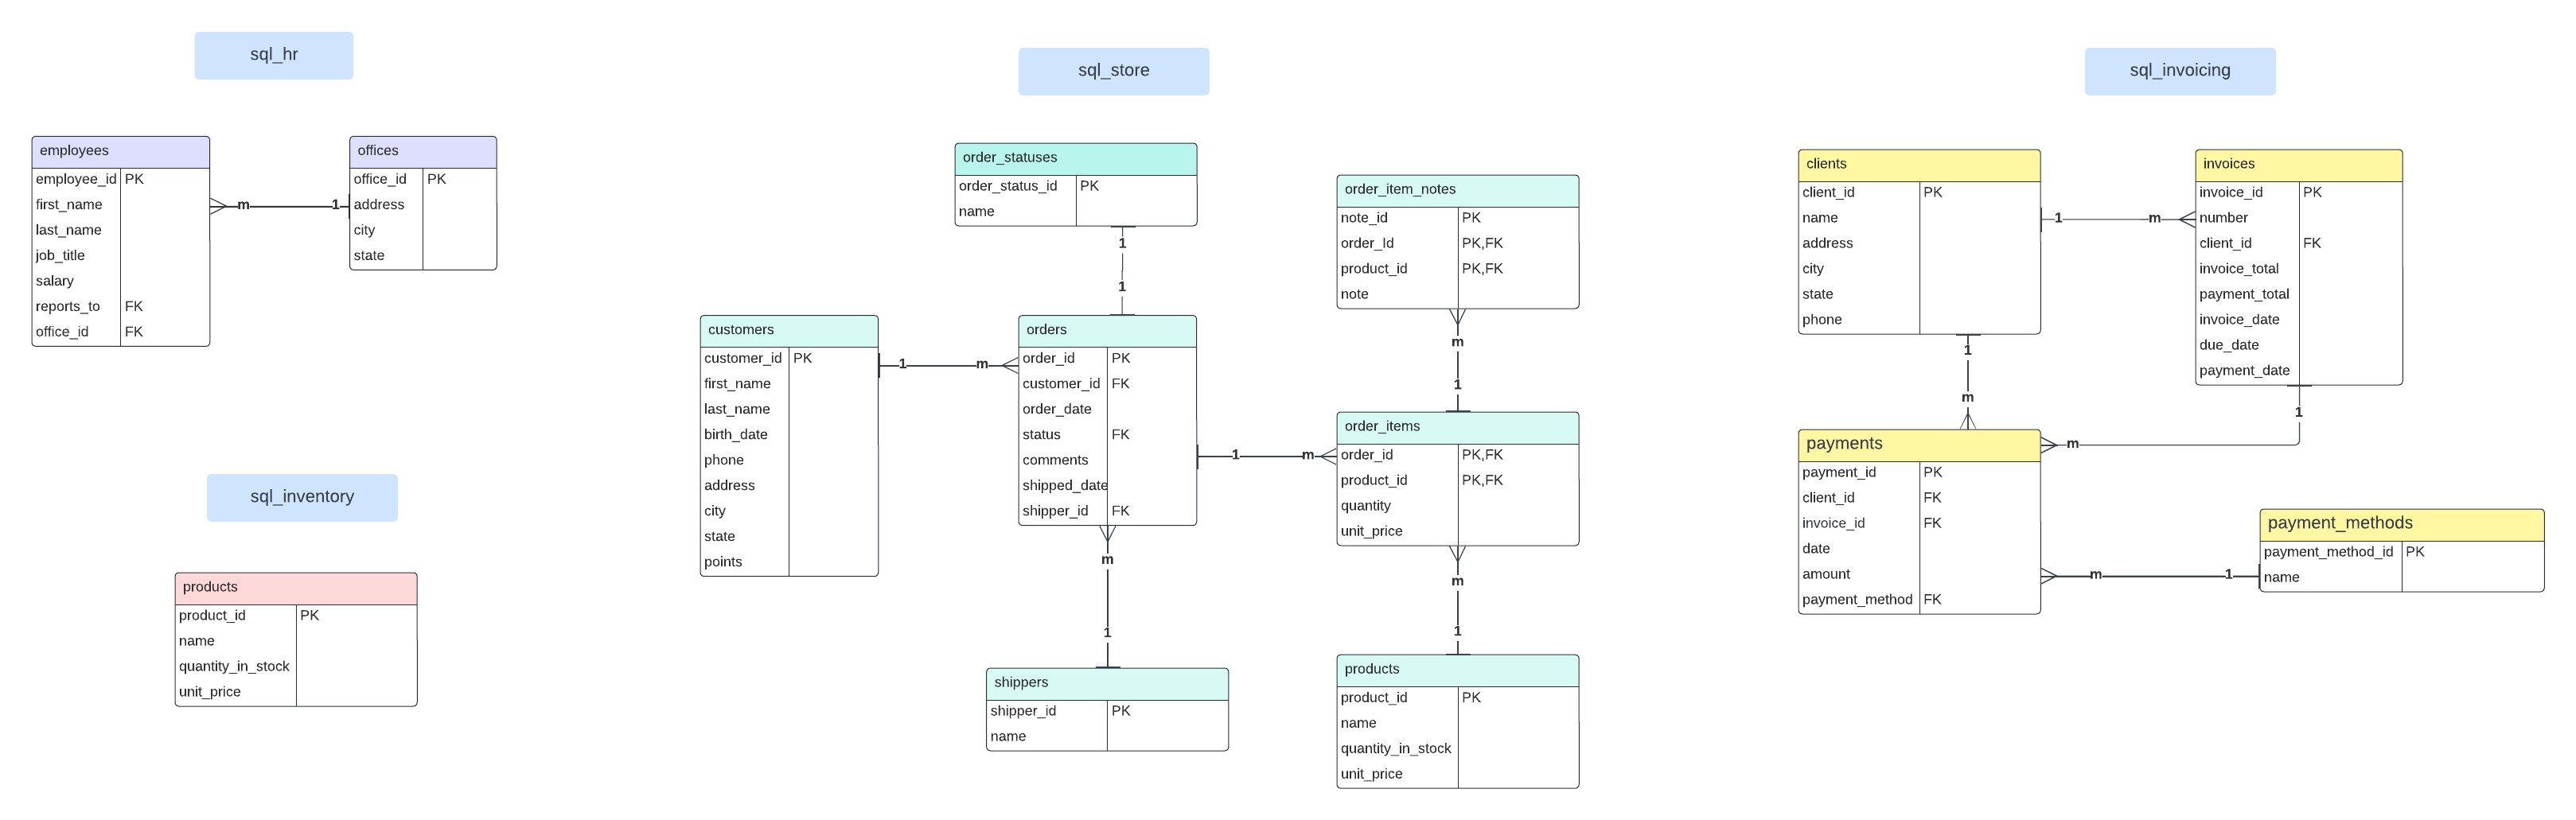 sql_hr
employees
employee_id PK
first_name
last_name
job_title
salary
reports_to FK
office_id FK
m 1
offices
office_id PK
address
city
state
sql_inventory
products
product_id PK
name
quantity_in_stock
unit_price
sql_store
order_statuses
order_status_id PK
name
1
1
customers
customer_id PK
first_name
last_name
birth_date
phone
address
city
state
points
1 m
orders
order_id PK
customer_id FK
order_date
status FK
comments
shipped_date
shipper_id FK
m
1
shippers
shipper_id PK
name
1 m
order_item_notes
note_id PK
order_Id PK,FK
product_id PK,FK
note
m
1
order_items
order_id PK,FK
product_id PK,FK
quantity
unit_price
m
1
products
product_id PK
name
quantity_in_stock
unit_price
sql_invoicing
clients
client_id PK
name
address
city
state
phone
1 m
invoices
invoice_id PK
number
client_id FK
invoice_total
payment_total
invoice_date
due_date
payment_date
1
m
1
m
payments
payment_id PK
client_id FK
invoice_id FK
date
amount
payment_method FK
m 1
payment_methods
payment_method_id PK
name